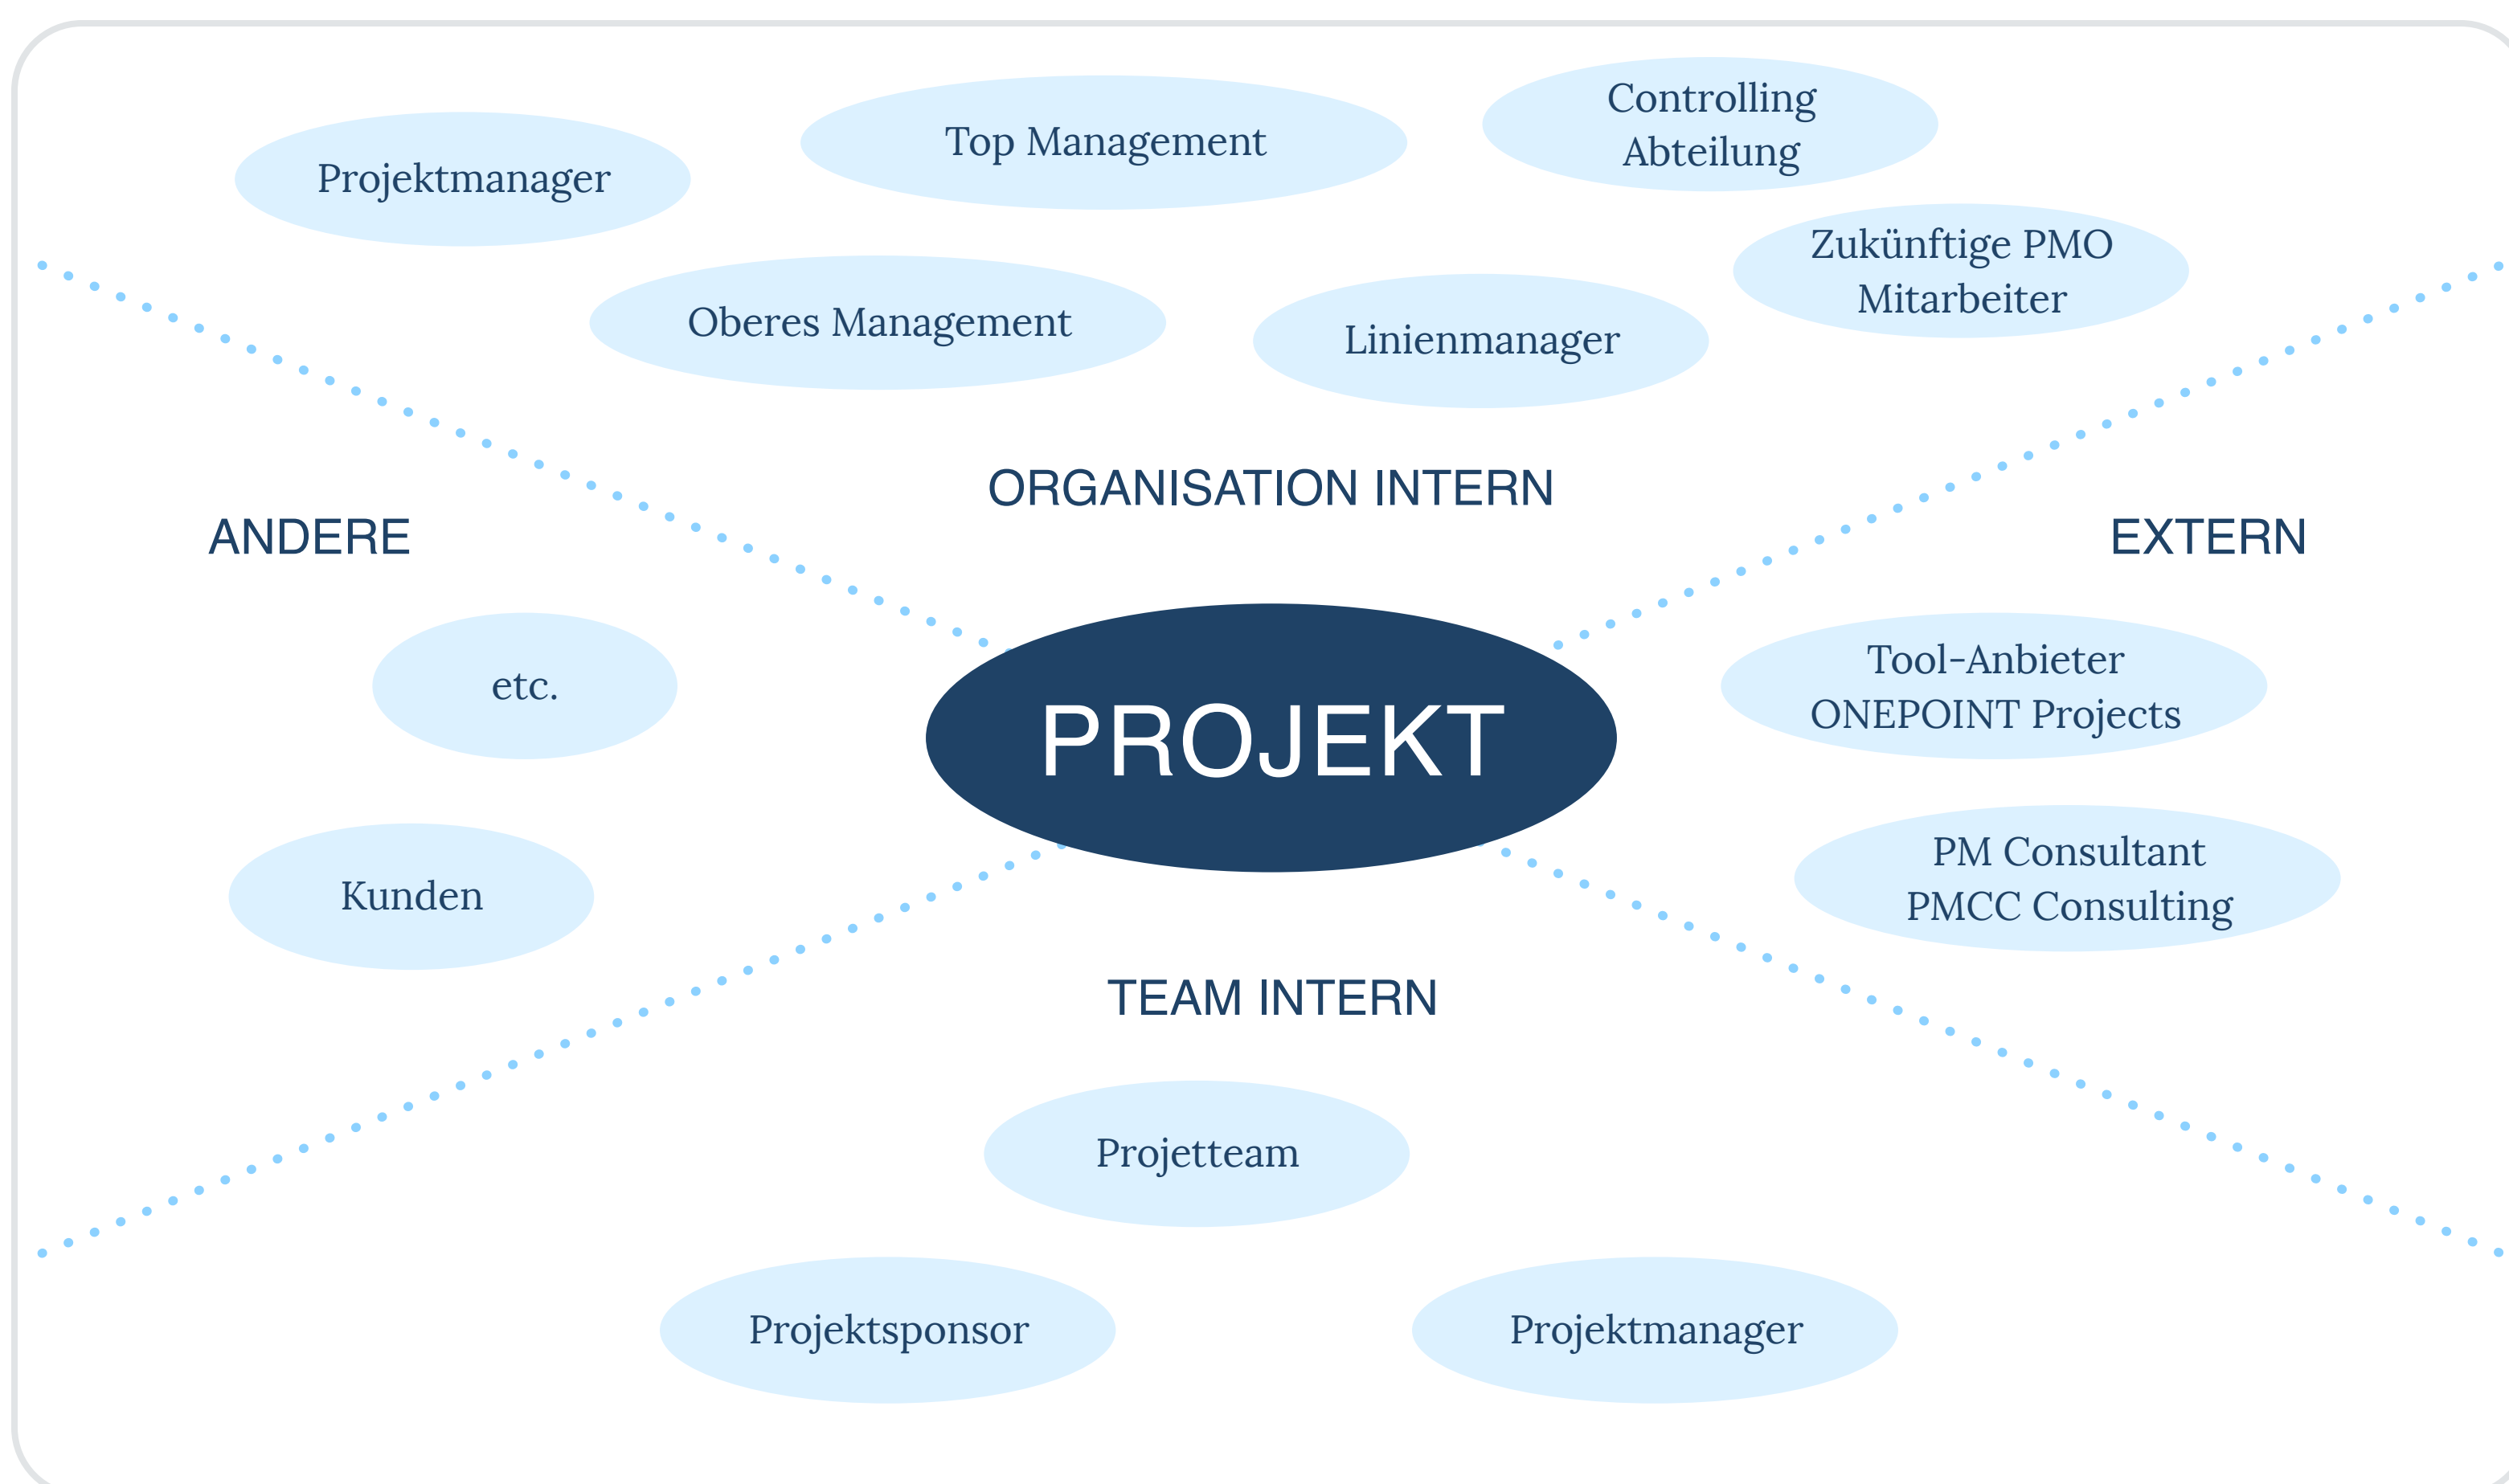 Projektmanager
Top Management
Controlling
Abteilung
Oberes Management
Linienmanager
Zukünftige PMO
Mitarbeiter
ORGANISATION INTERN
ANDERE
etc.
Kunden
PROJEKT
EXTERN
Tool-Anbieter
ONEPOINT Projects
PM Consultant
PMCC Consulting
TEAM INTERN
Projetteam
Projektsponsor
Projektmanager